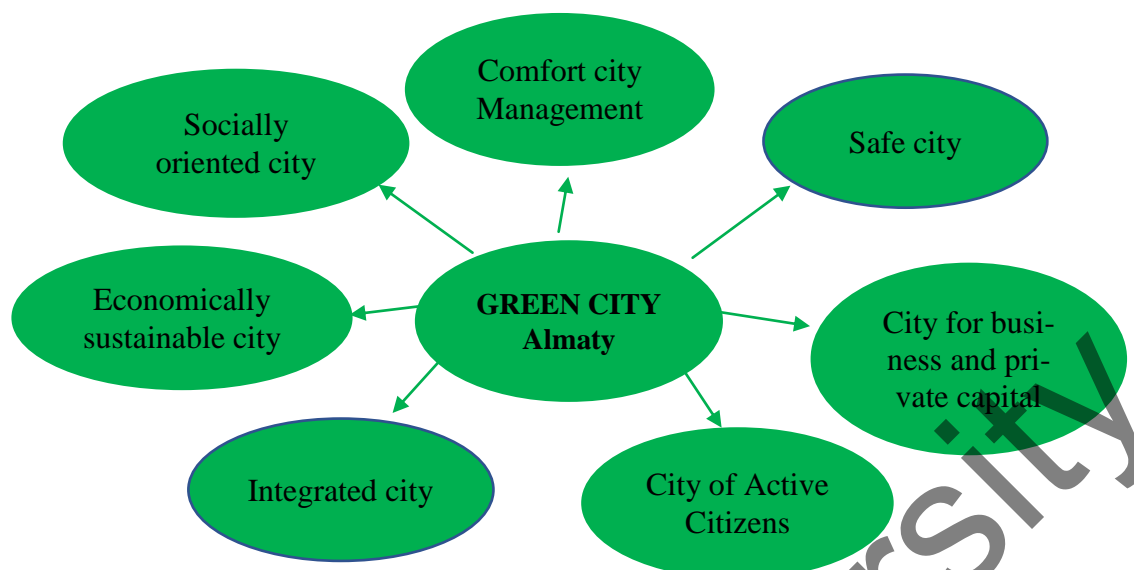 Comfort city
Management
Socially
oriented city
Safe city
GREEN CITY
Almaty
Economically
sustainable city
City for busi-
ness and pri-
vate capital
Integrated city
City of Active
Citizens
rsity